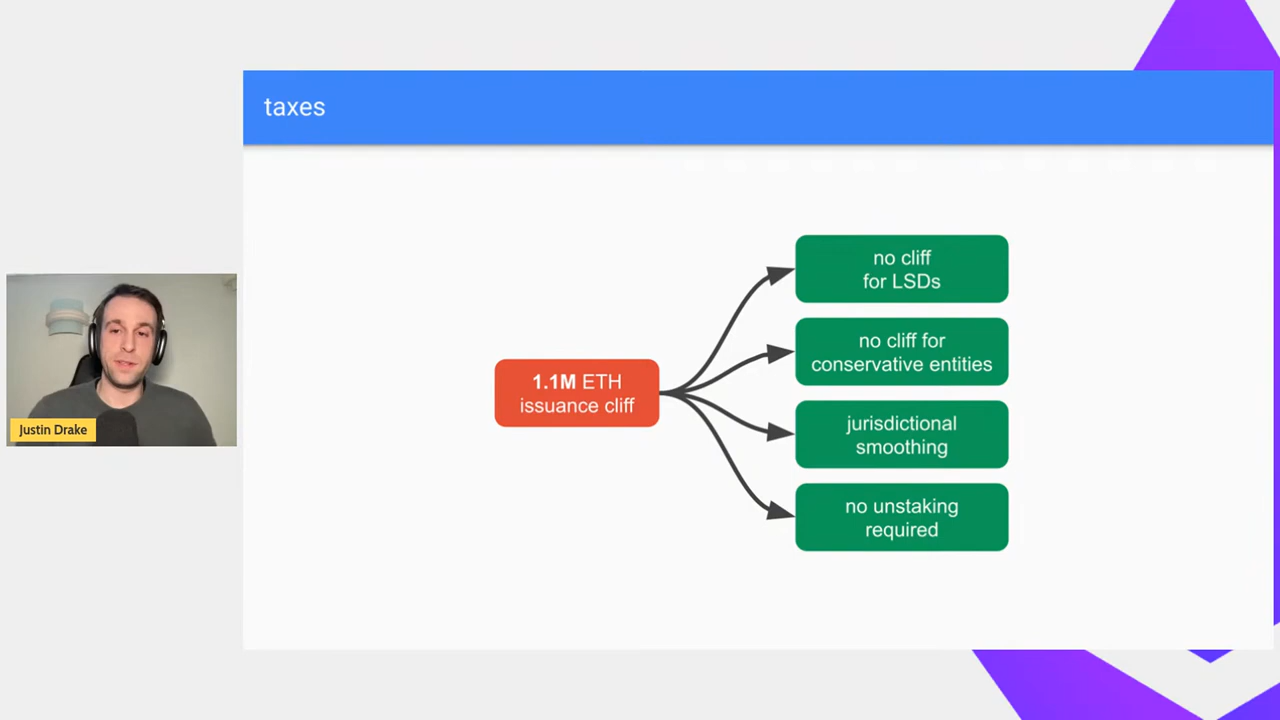 taxes
no cliff
for LSDs
no cliff for
conservative entities
1.1M ETH
issuance cliff
jurisdictional
smoothing
no unstaking
required
Justin Drake